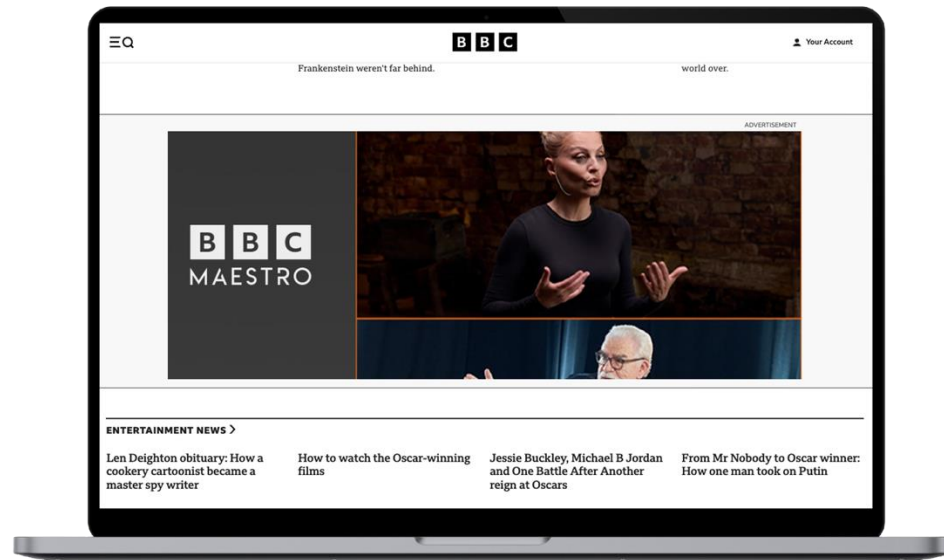 BBC
Your Account
Frankenstein weren't far behind.
world over.
ADVERTISEMENT
BBC
MAESTRO
ENTERTAINMENT NEWS
Len Deighton obituary: How a
cookery cartoonist became a
master spy writer
How to watch the Oscar-winning
films
Jessie Buckley, Michael B Jordan
and One Battle After Another
reign at Oscars
From Mr Nobody to Oscar winner:
How one man took on Putin